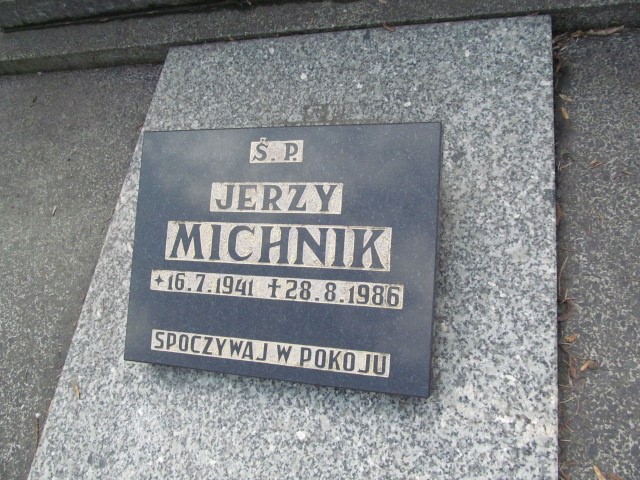 Ś. P.
JERZY
MICHNIK
*16.7.1941 †28.8.1986
SPOCZYWAJ W POKOJU